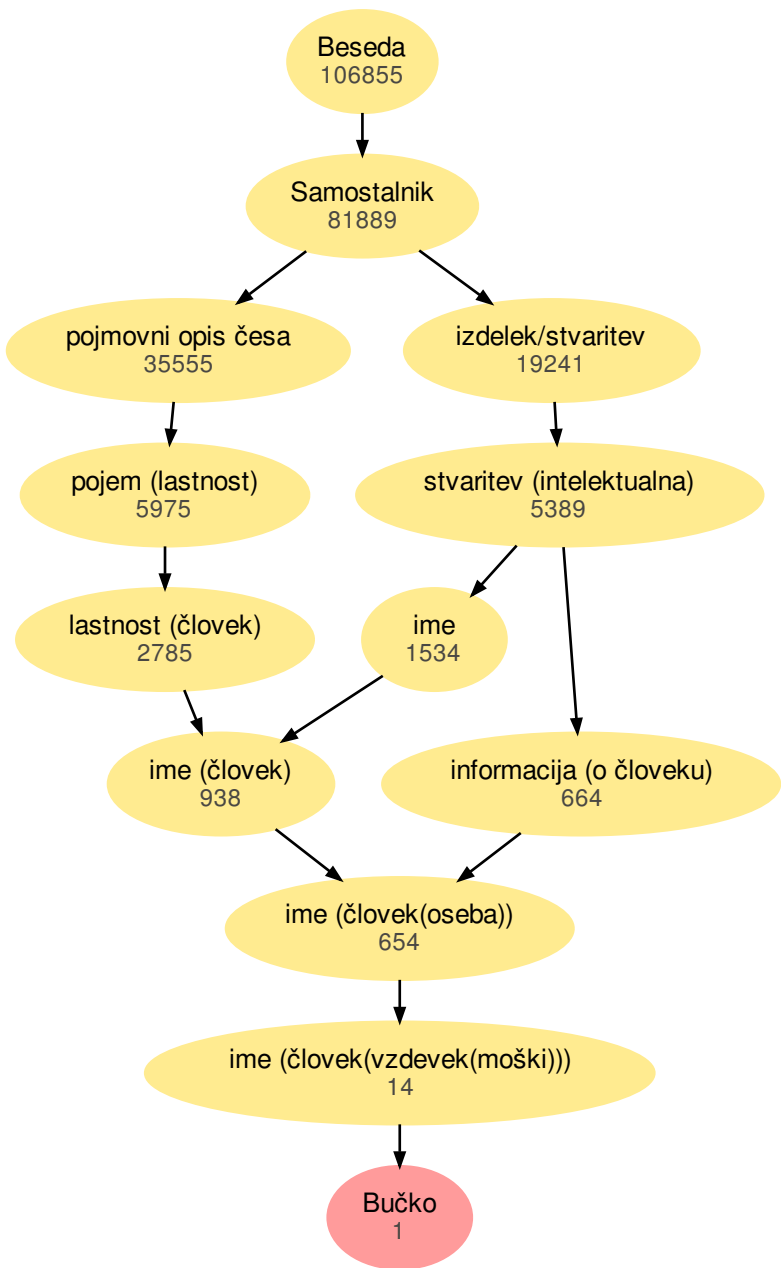 Beseda
106855
Samostalnik
81889
pojmovni opis česa
35555
izdelek/stvaritev
19241
pojem (lastnost)
5975
stvaritev (intelektualna)
5389
lastnost (človek)
2785
ime
1534
ime (človek)
938
informacija (o človeku)
664
ime (človek(oseba))
654
ime (človek(vzdevek(moški)))
14
Bučko
1